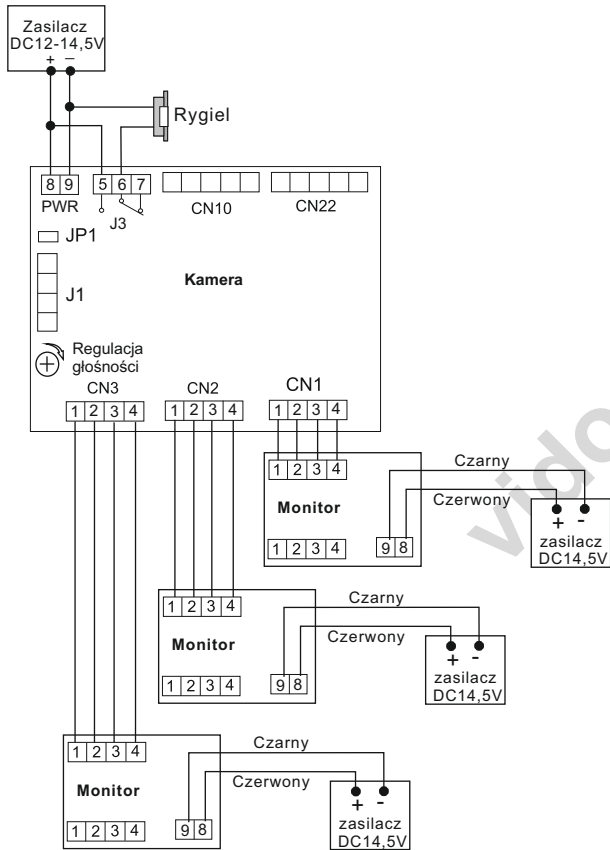 Zasilacz
DC12-14,5V
+ −
Rygiel
8 9
5 6 7
PWR
J3
CN10
CN22
JP1
J1
Kamera
Regulacja
głośności
CN3
CN2
CN1
1 2 3 4
1 2 3 4
1 2 3 4
1 2 3 4
Monitor
1 2 3 4
9 8
Czarny
Czerwony
+ -
zasilacz
DC14,5V
1 2 3 4
Monitor
1 2 3 4
9 8
Czarny
Czerwony
+ -
zasilacz
DC14,5V
1 2 3 4
Monitor
1 2 3 4
9 8
Czarny
Czerwony
+ -
zasilacz
DC14,5V
vido